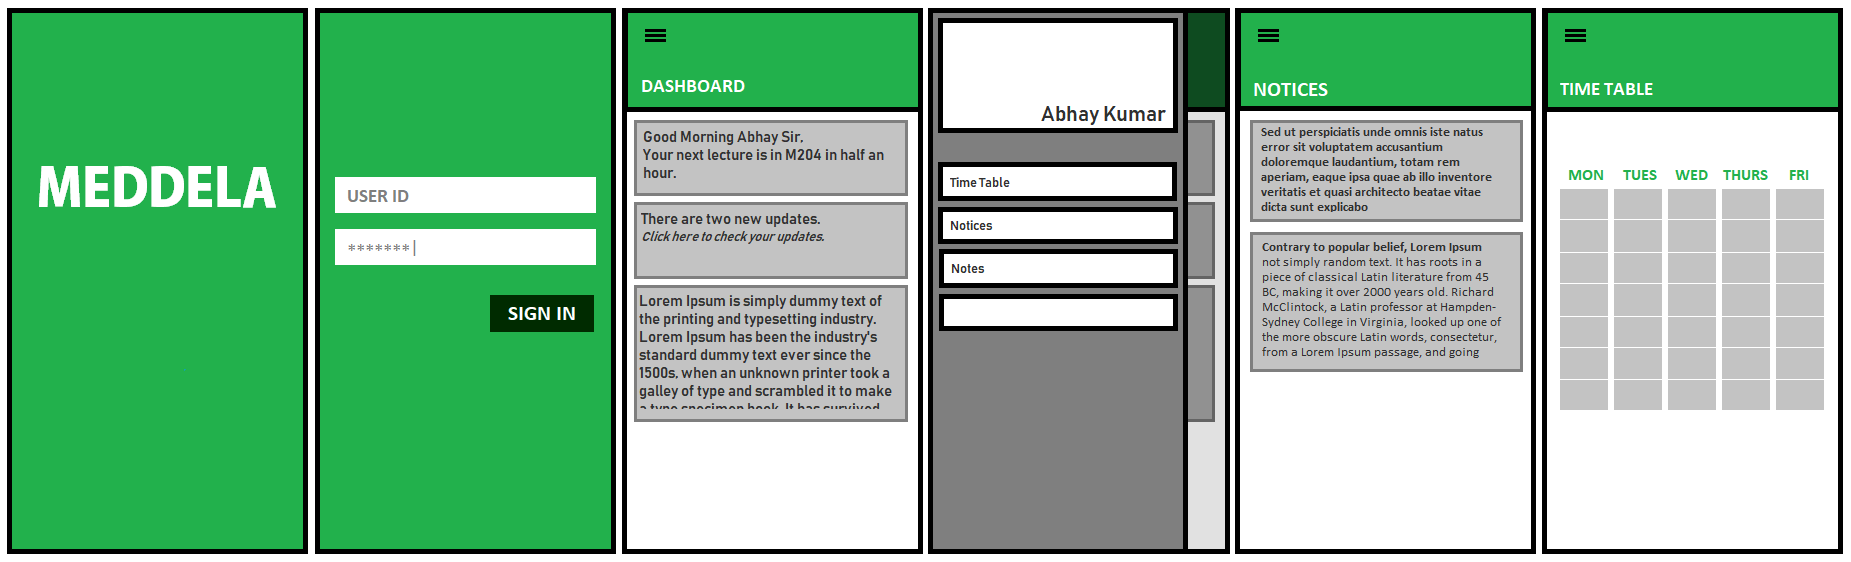 MEDDELA
USER ID
*******|
SIGN IN
DASHBOARD
Good Morning Abhay Sir,
Your next lecture is in M204 in half an
hour.
There are two new updates.
Click here to check your updates.
Lorem Ipsum is simply dummy text of
the printing and typesetting industry.
Lorem Ipsum has been the industry's
standard dummy text ever since the
1500s, when an unknown printer took a
galley of type and scrambled it to make
a type specimen book. It has survived
Abhay Kumar
Time Table
Notices
Notes
NOTICES
Sed ut perspiciatis unde omnis iste natus
error sit voluptatem accusantium
doloremque laudantium, totam rem
aperiam, eaque ipsa quae ab illo inventore
veritatis et quasi architecto beatae vitae
dicta sunt explicabo
Contrary to popular belief, Lorem Ipsum
not simply random text. It has roots in a
piece of classical Latin literature from 45
BC, making it over 2000 years old. Richard
McClintock, a Latin professor at Hampden-
Sydney College in Virginia, looked up one of
the more obscure Latin words, consectetur,
from a Lorem Ipsum passage, and going
TIME TABLE
MON TUES WED THURS FRI